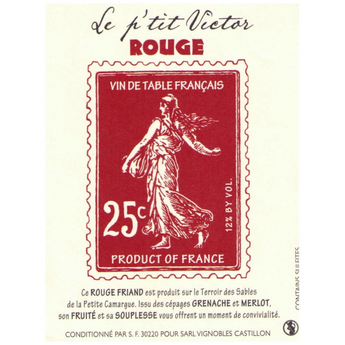 Le p'tit Victor
ROUGE
VIN DE TABLE FRANÇAIS
25c
12% BY VOL.
PRODUCT OF FRANCE
CONTAINS SULFITES
Ce ROUGE FRIAND est produit sur le Terroir des Sables
de la Petite Camargue. Issu des cépages GRENACHE et MERLOT,
son FRUITÉ et sa SOUPLESSE vous offrent un moment de convivialité.
CONDITIONNÉ PAR S. F. 30220 POUR SARL VIGNOBLES CASTILLON